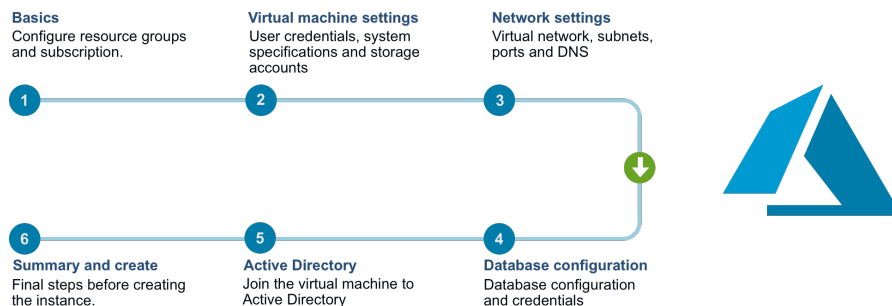 Basics
Configure resource groups
and subscription.
Virtual machine settings
User credentials, system
specifications and storage
accounts
Network settings
Virtual network, subnets,
ports and DNS
1
2
3
4
Database configuration
Database configuration
and credentials
5
Active Directory
Join the virtual machine to
Active Directory
6
Summary and create
Final steps before creating
the instance.